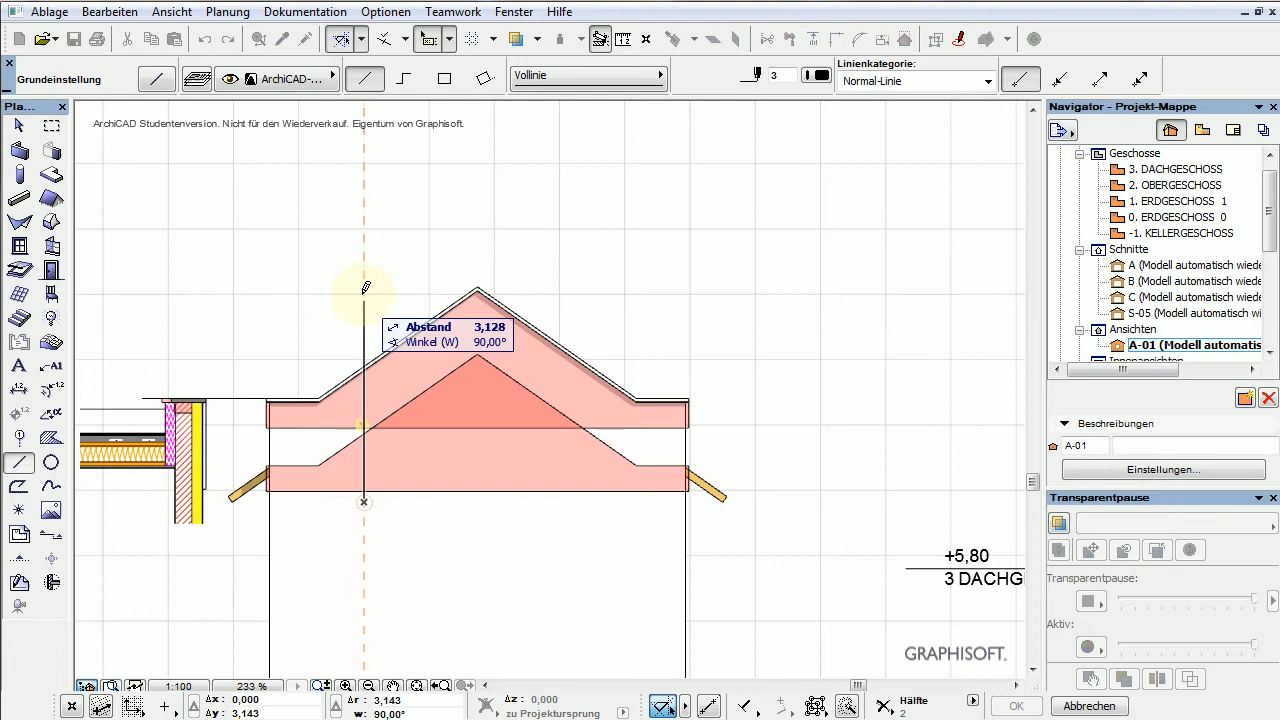 Ablage Bearbeiten Ansicht Planung Dokumentation Optionen Teamwork Fenster Hilfe
Grundeinstellung
ArchiCAD-...
Vollinie
3
Linienkategorie:
Normal-Linie
Pla...
ArchiCAD Studentenversion. Nicht für den Wiederverkauf. Eigentum von Graphisoft.
Abstand 3,128
Winkel (W) 90,00°
+5,80
3 DACHG
GRAPHISOFT.
Navigator - Projekt-Mappe
Geschosse
3. DACHGESCHOSS
2. OBERGESCHOSS
1. ERDGESCHOSS 1
0. ERDGESCHOSS 0
-1. KELLERGESCHOSS
Schnitte
A (Modell automatisch wiede
B (Modell automatisch wiede
C (Modell automatisch wiede
S-05 (Modell automatisch wiede
Ansichten
A-01 (Modell automatis
Beschreibungen
A-01
Einstellungen...
Transparentpause
Transparentpause:
Aktiv:
1:100 233 %
Δx: 0,000
Δy: 3,143
Δr: 3,143
w: 90,00°
Δz: 0,000
zu Projektursprung
Hälfte
2
OK Abbrechen